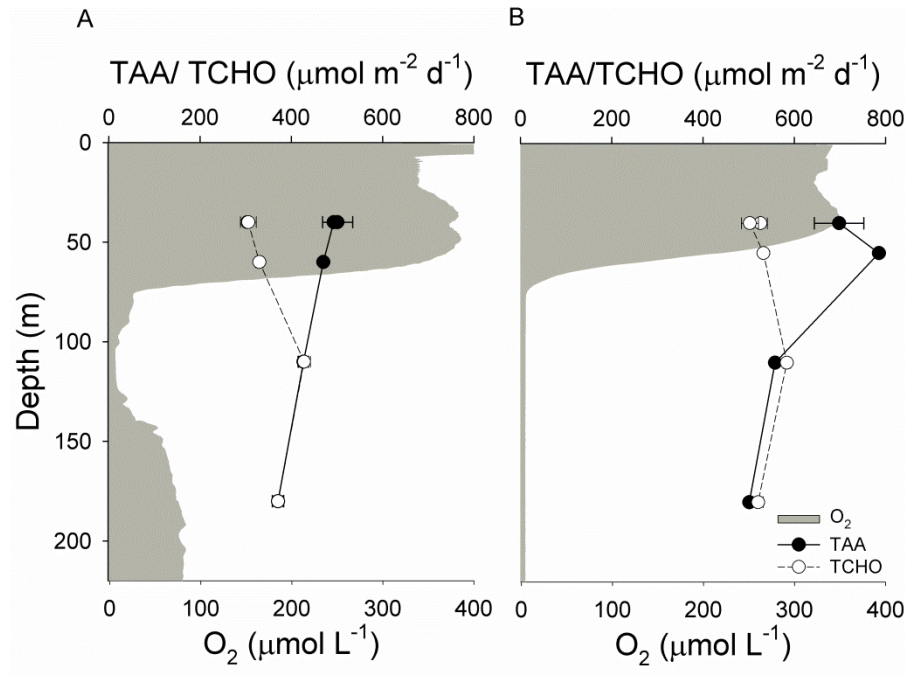 A
B
TAA/ TCHO (μmol m⁻² d⁻¹)
TAA/TCHO (μmol m⁻² d⁻¹)
0 200 400 600 800
0 200 400 600 800
Depth (m)
0
50
100
150
200
O₂
TAA
TCHO
0 100 200 300 400
0 100 200 300 400
O₂ (μmol L⁻¹)
O₂ (μmol L⁻¹)